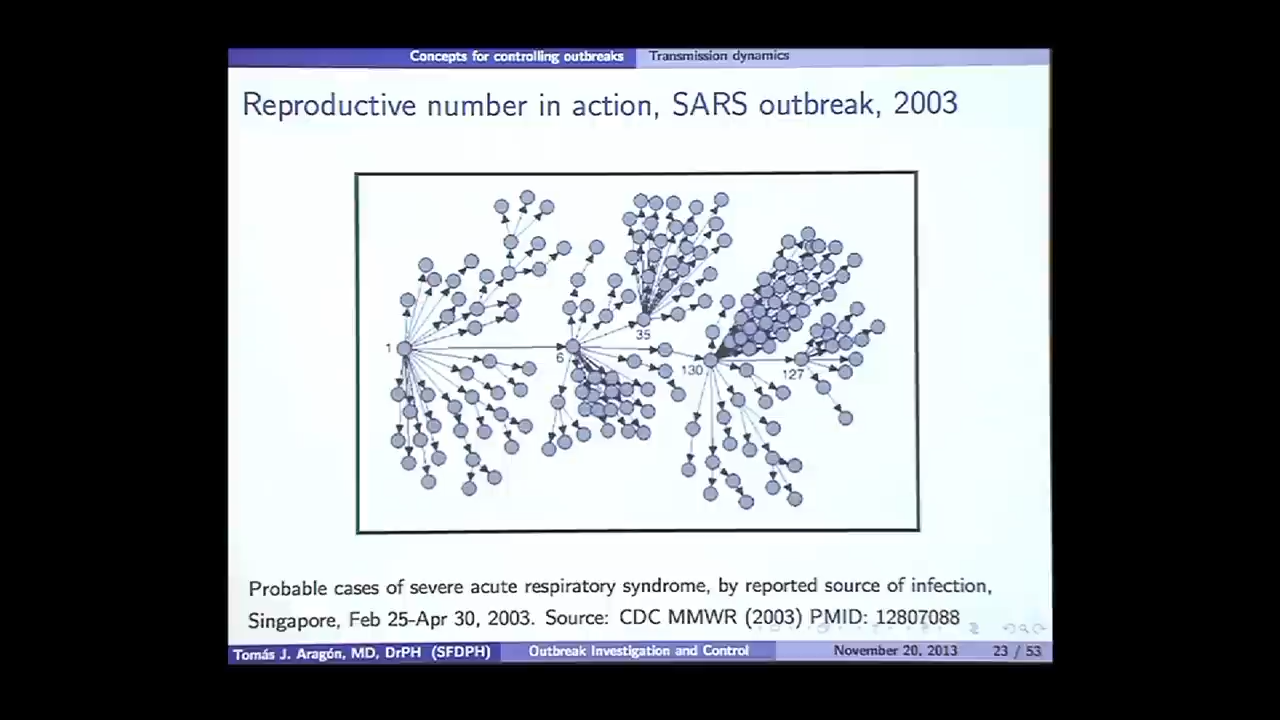 Concepts for controlling outbreaks Transmission dynamics
Reproductive number in action, SARS outbreak, 2003
1
6
35
130
127
Probable cases of severe acute respiratory syndrome, by reported source of infection,
Singapore, Feb 25-Apr 30, 2003. Source: CDC MMWR (2003) PMID: 12807088
Tomás J. Aragón, MD, DrPH (SFDPH) Outbreak Investigation and Control November 20, 2013 23 / 53